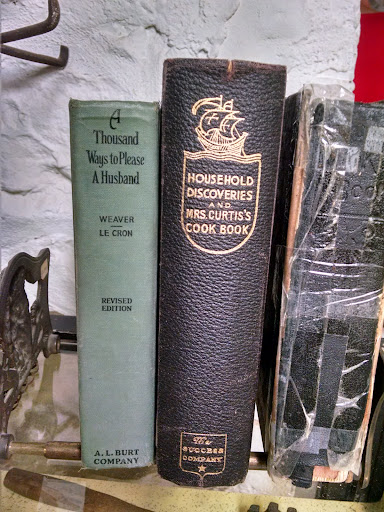 A
Thousand
Ways to Please
A Husband
WEAVER
LE CRON
REVISED
EDITION
A. L. BURT
COMPANY
HOUSEHOLD
DISCOVERIES
AND
MRS. CURTIS'S
COOK BOOK
The
SUCCESS
COMPANY